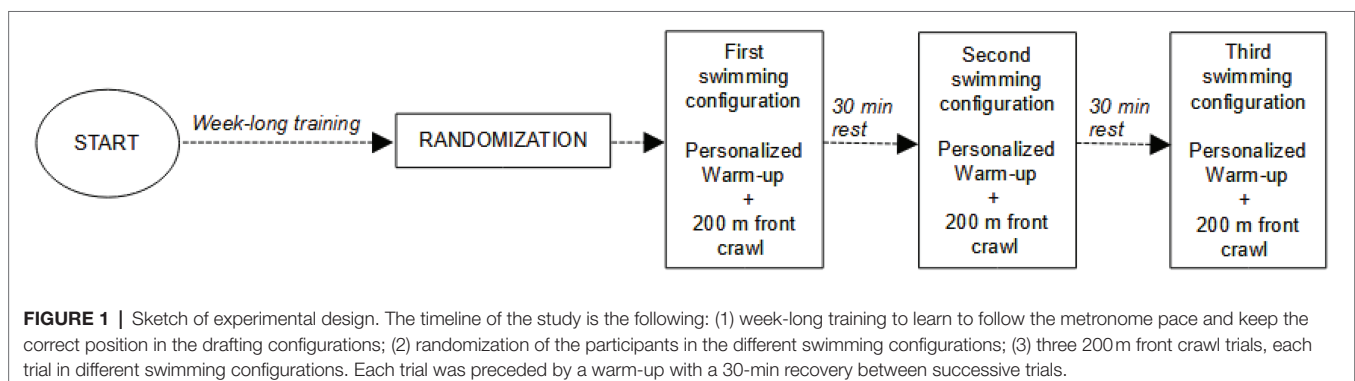 START
Week-long training
RANDOMIZATION
First
swimming
configuration
Personalized
Warm-up
+
200 m front
crawl
30 min
rest
Second
swimming
configuration
Personalized
Warm-up
+
200 m front
crawl
30 min
rest
Third
swimming
configuration
Personalized
Warm-up
+
200 m front
crawl
FIGURE 1 | Sketch of experimental design. The timeline of the study is the following: (1) week-long training to learn to follow the metronome pace and keep the
correct position in the drafting configurations; (2) randomization of the participants in the different swimming configurations; (3) three 200 m front crawl trials, each
trial in different swimming configurations. Each trial was preceded by a warm-up with a 30-min recovery between successive trials.